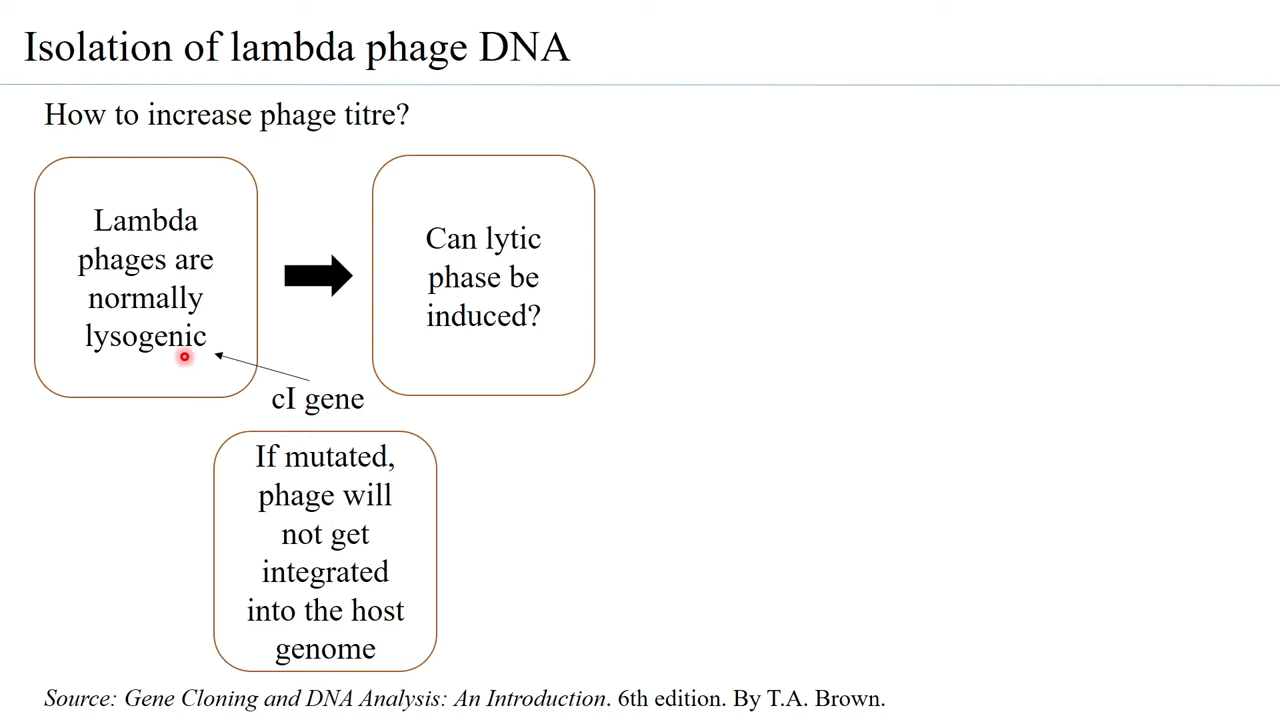 Isolation of lambda phage DNA
How to increase phage titre?
Lambda
phages are
normally
lysogenic
Can lytic
phase be
induced?
cI gene
If mutated,
phage will
not get
integrated
into the host
genome
Source: Gene Cloning and DNA Analysis: An Introduction. 6th edition. By T.A. Brown.